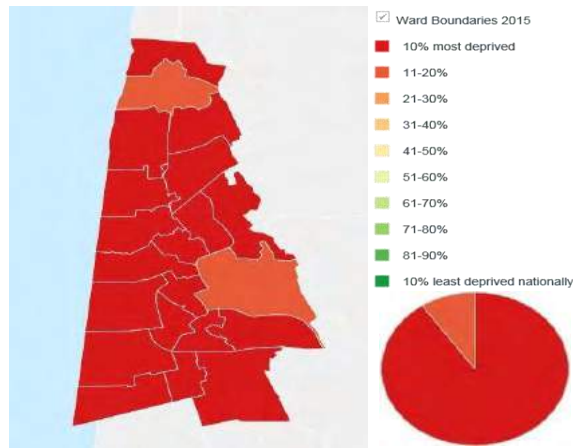 Ward Boundaries 2015
10% most deprived
11-20%
21-30%
31-40%
41-50%
51-60%
61-70%
71-80%
81-90%
10% least deprived nationally